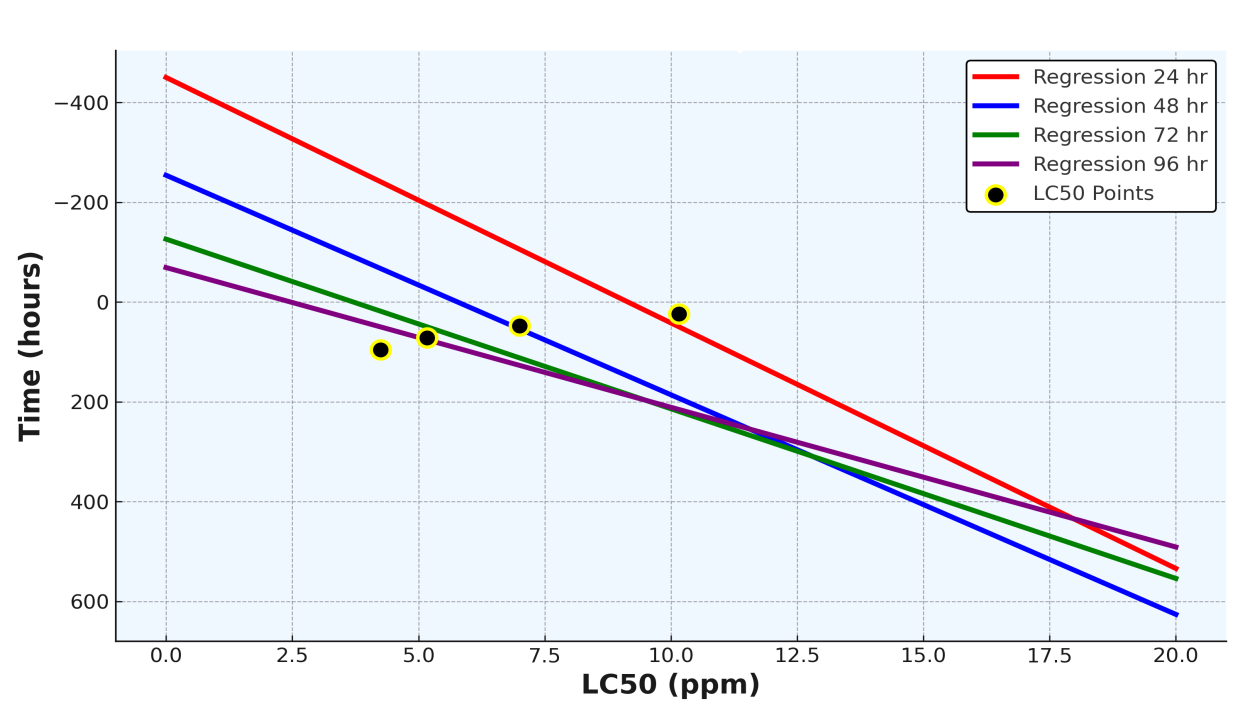 Regression 24 hr
Regression 48 hr
Regression 72 hr
Regression 96 hr
LC50 Points
Time (hours)
−400
−200
0
200
400
600
0.0 2.5 5.0 7.5 10.0 12.5 15.0 17.5 20.0
LC50 (ppm)